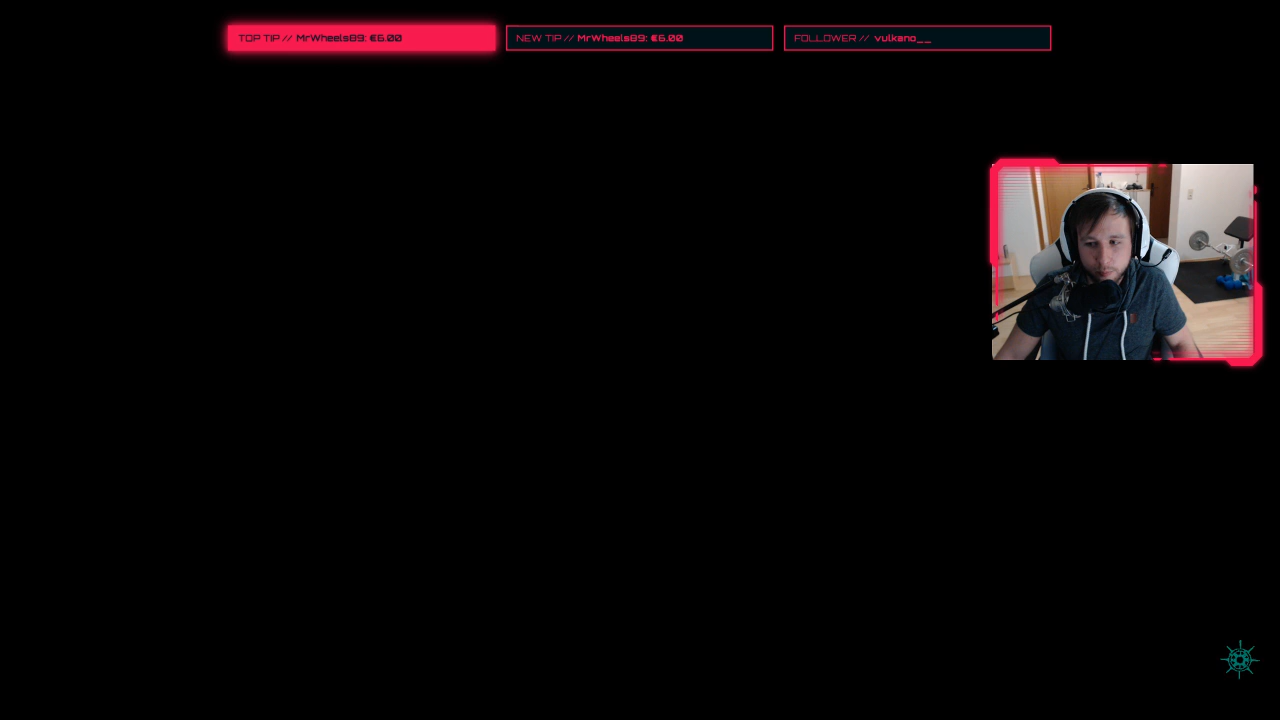 TOP TIP // MrWheels89: €6.00
NEW TIP // MrWheels89: €6.00
FOLLOWER // vulkano__